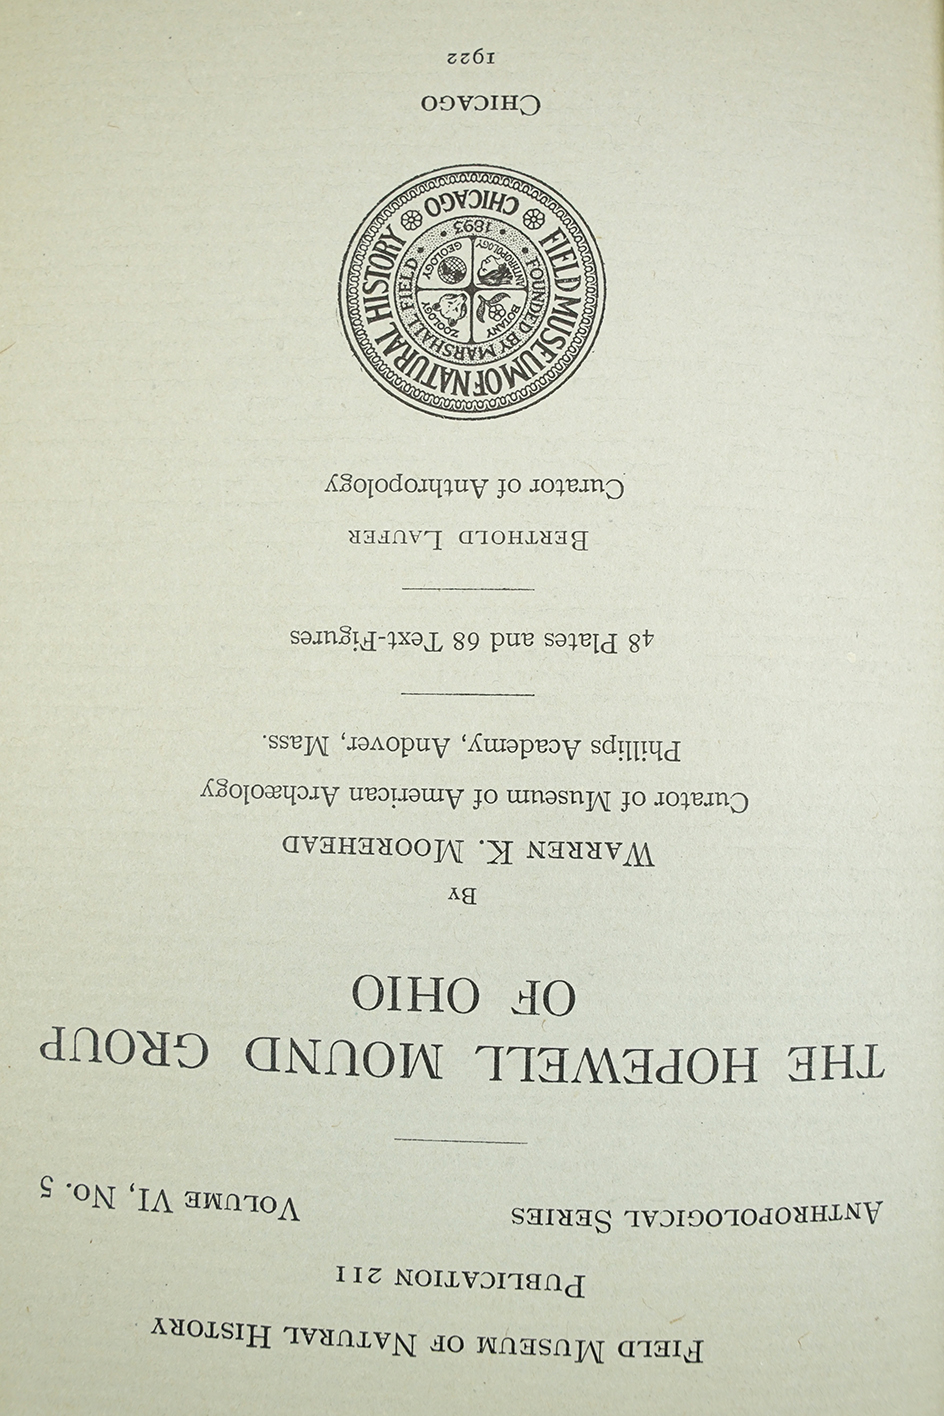 FIELD MUSEUM OF NATURAL HISTORY
PUBLICATION 211
ANTHROPOLOGICAL SERIES VOLUME VI, NO. 5
THE HOPEWELL MOUND GROUP
OF OHIO
BY
WARREN K. MOOREHEAD
Curator of Museum of American Archæology
Phillips Academy, Andover, Mass.
48 Plates and 68 Text-Figures
BERTHOLD LAUFER
Curator of Anthropology
FIELD MUSEUM OF NATURAL HISTORY
CHICAGO
FOUNDED BY MARSHALL FIELD
1893
BOTANY
ZOOLOGY
ANTHROPOLOGY
GEOLOGY
CHICAGO
1922